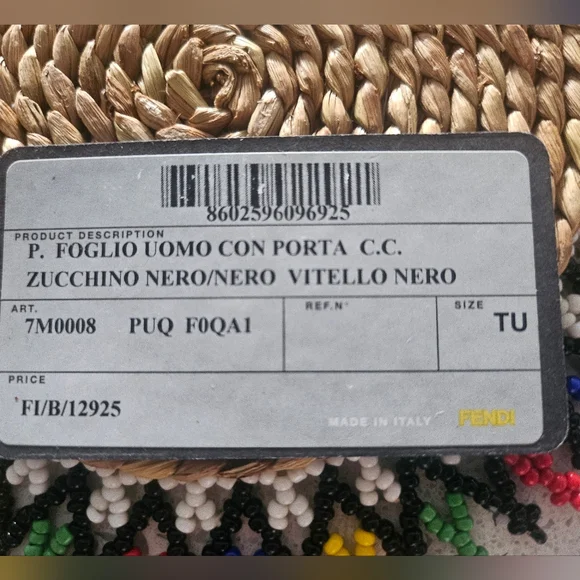 8602596096925
PRODUCT DESCRIPTION
P. FOGLIO UOMO CON PORTA C.C.
ZUCCHINO NERO/NERO VITELLO NERO
ART.
7M0008 PUQ F0QA1
REF.N°
SIZE
TU
PRICE
FI/B/12925
MADE IN ITALY FENDI